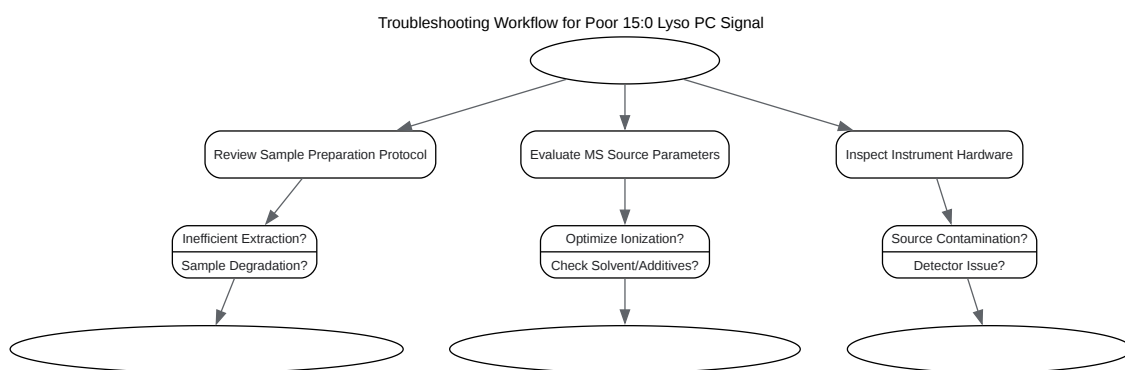 Troubleshooting Workflow for Poor 15:0 Lyso PC Signal
Review Sample Preparation Protocol
Evaluate MS Source Parameters
Inspect Instrument Hardware
Inefficient Extraction?
Sample Degradation?
Optimize Ionization?
Check Solvent/Additives?
Source Contamination?
Detector Issue?